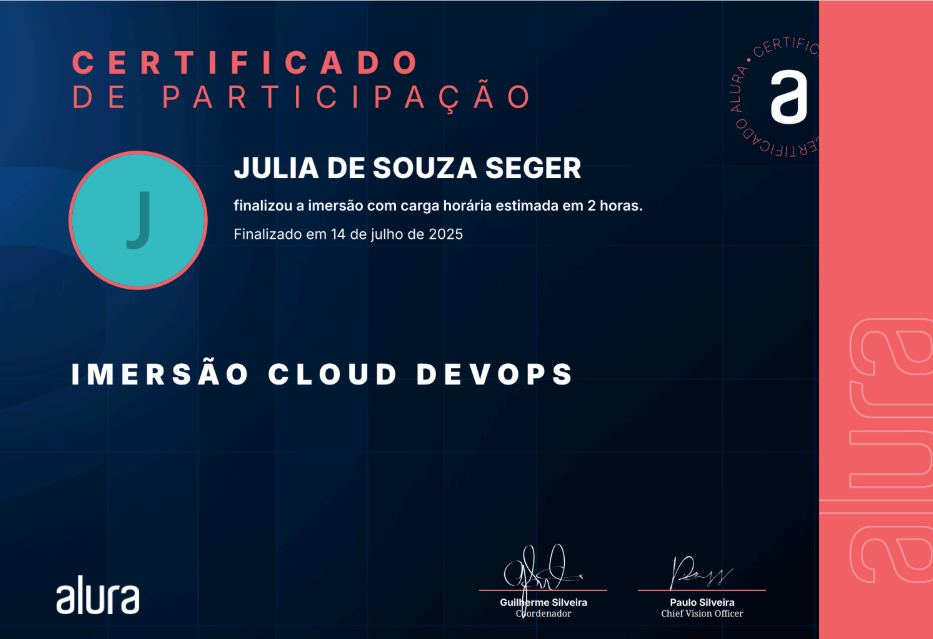 CERTIFICADO
DE PARTICIPAÇÃO
ALURA • CERTIFIC
CERTIFICADO
a
J
JULIA DE SOUZA SEGER
finalizou a imersão com carga horária estimada em 2 horas.
Finalizado em 14 de julho de 2025
IMERSÃO CLOUD DEVOPS
alura
alura
Guilherme Silveira
Coordenador
Paulo Silveira
Chief Vision Officer